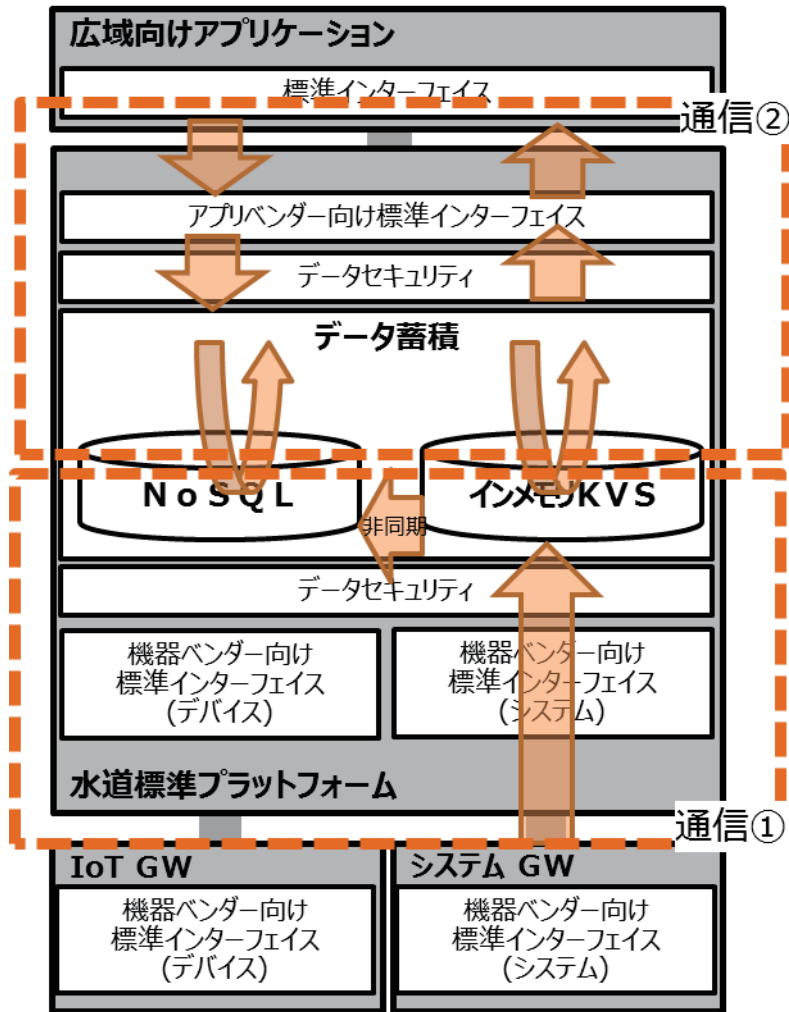 広域向けアプリケーション
標準インターフェイス
通信②
アプリベンダー向け標準インターフェイス
データセキュリティ
データ蓄積
NoSQL
インメモリKVS
非同期
データセキュリティ
機器ベンダー向け
標準インターフェイス
(デバイス)
機器ベンダー向け
標準インターフェイス
(システム)
水道標準プラットフォーム
通信①
IoT GW
機器ベンダー向け
標準インターフェイス
(デバイス)
システム GW
機器ベンダー向け
標準インターフェイス
(システム)